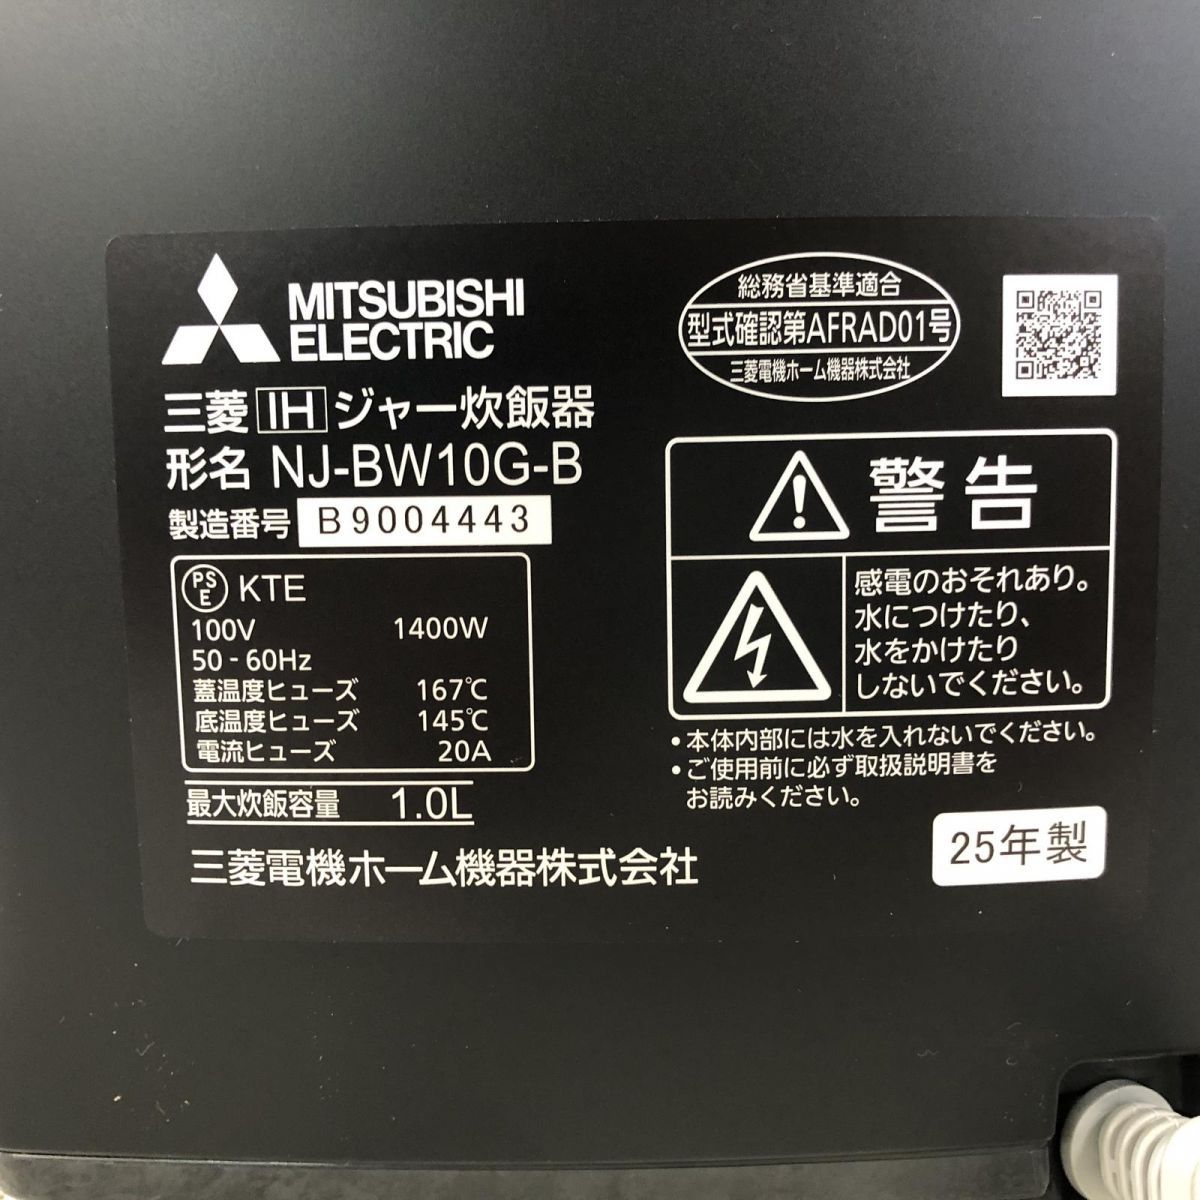 MITSUBISHI
ELECTRIC
三菱 IH ジャー炊飯器
形名 NJ-BW10G-B
製造番号 B9004443
PSE KTE
100V 1400W
50 - 60Hz
蓋温度ヒューズ 167℃
底温度ヒューズ 145℃
電流ヒューズ 20A
最大炊飯容量 1.0L
三菱電機ホーム機器株式会社
総務省基準適合
型式確認第AFRAD01号
三菱電機ホーム機器株式会社
警告
感電のおそれあり。
水につけたり、
水をかけたり
しないでください。
•本体内部には水を入れないでください。
•ご使用前に必ず取扱説明書を
お読みください。
25年製